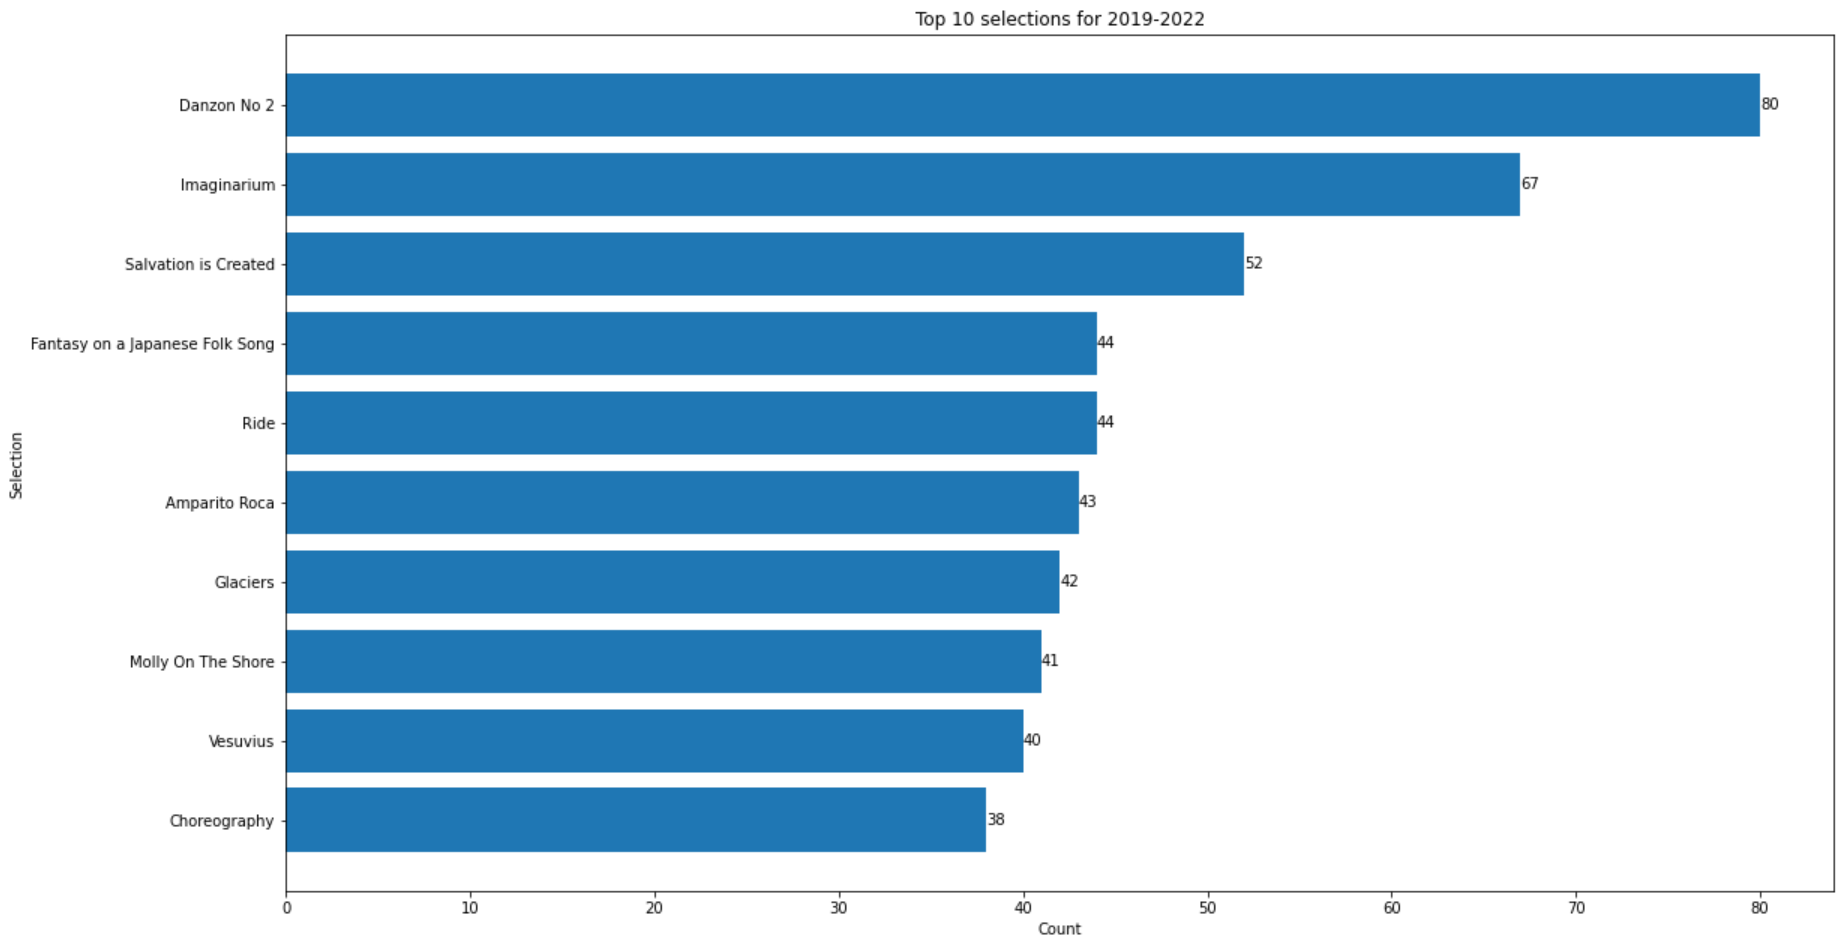 Top 10 selections for 2019-2022
Selection
Danzon No 2
80
Imaginarium
67
Salvation is Created
52
Fantasy on a Japanese Folk Song
44
Ride
44
Amparito Roca
43
Glaciers
42
Molly On The Shore
41
Vesuvius
40
Choreography
38
0 10 20 30 40 50 60 70 80
Count